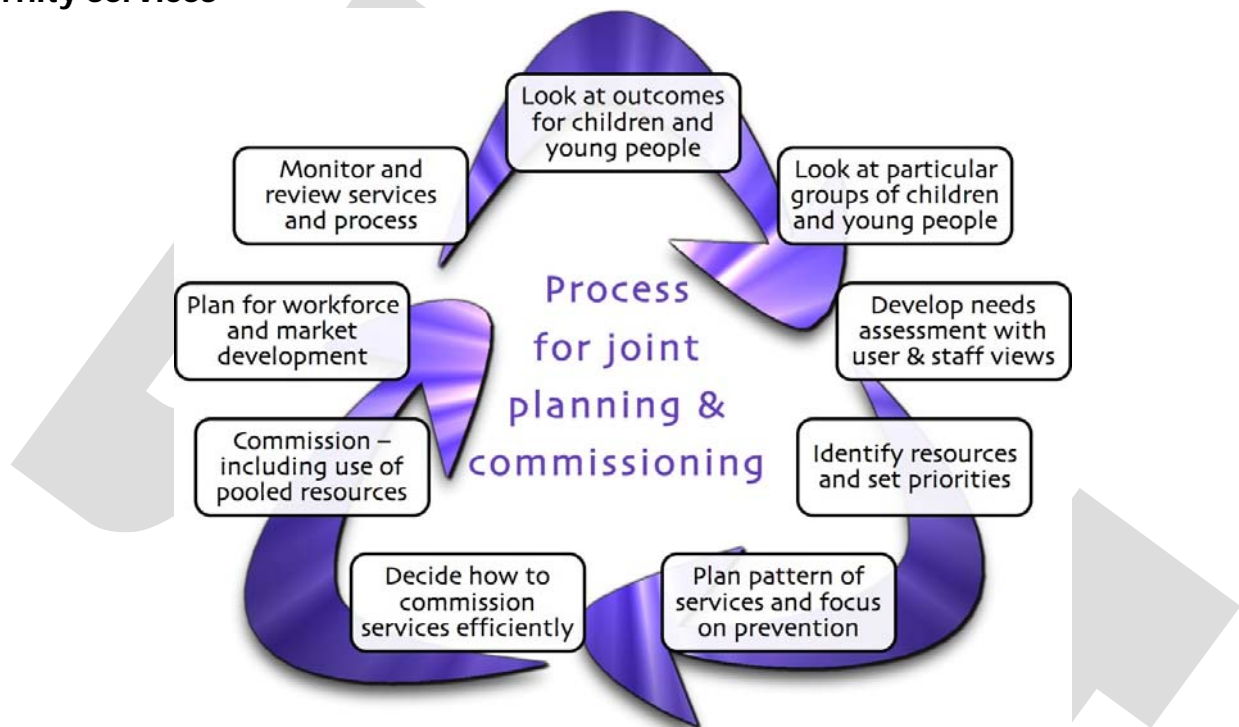 Look at outcomes
for children and
young people
Look at particular
groups of children
and young people
Develop needs
assessment with
user & staff views
Identify resources
and set priorities
Plan pattern of
services and focus
on prevention
Decide how to
commission
services efficiently
Commission –
including use of
pooled resources
Plan for workforce
and market
development
Monitor and
review services
and process
Process
for joint
planning &
commissioning